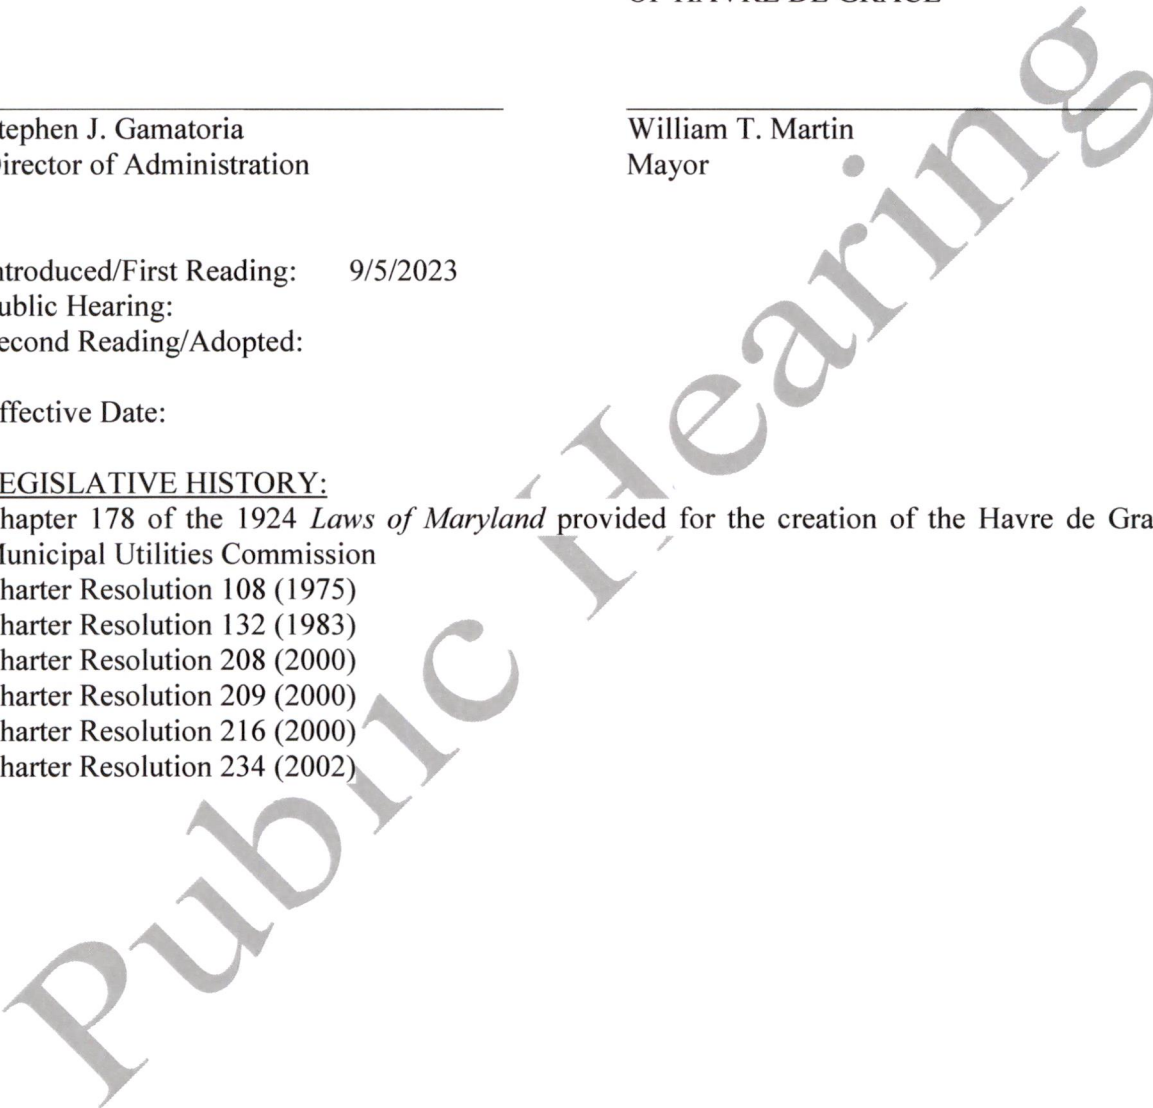 OF HAVRE DE GRACE
tephen J. Gamatoria
William T. Martin
irector of Administration
Mayor
ntroduced/First Reading: 9/5/2023
ublic Hearing:
econd Reading/Adopted:
ffective Date:
EGISLATIVE HISTORY:
hapter 178 of the 1924 Laws of Maryland provided for the creation of the Havre de Gra
unicipal Utilities Commission
harter Resolution 108 (1975)
harter Resolution 132 (1983)
harter Resolution 208 (2000)
harter Resolution 209 (2000)
harter Resolution 216 (2000)
harter Resolution 234 (2002)
Public Hearing